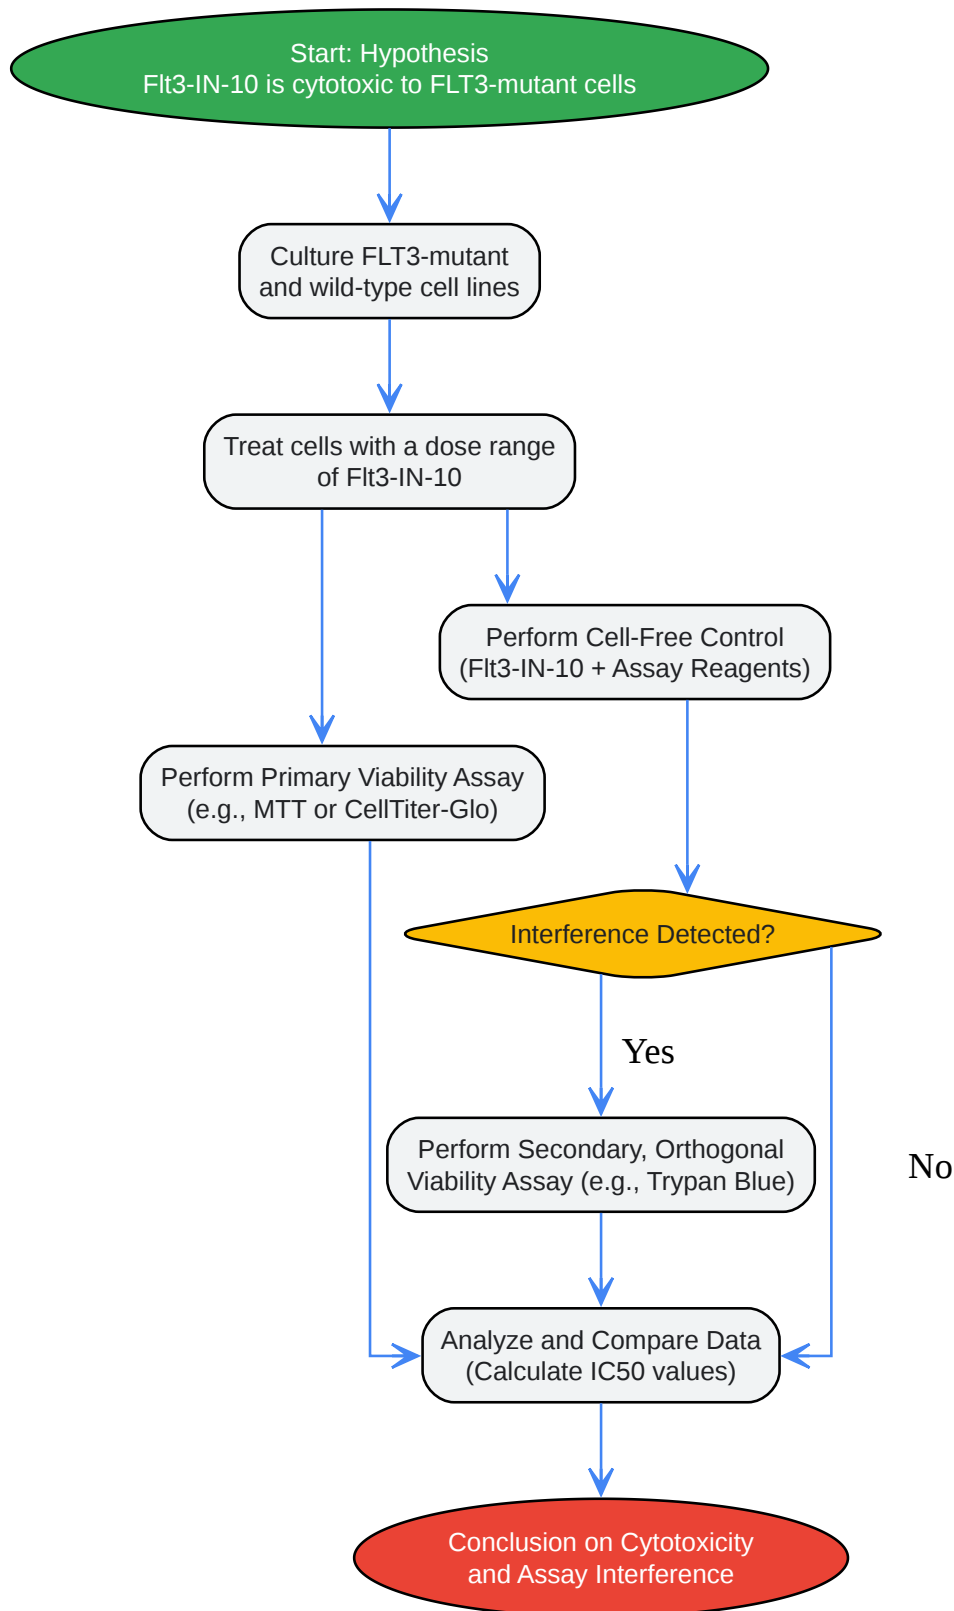 Start: Hypothesis
Flt3-IN-10 is cytotoxic to FLT3-mutant cells
Culture FLT3-mutant
and wild-type cell lines
Treat cells with a dose range
of Flt3-IN-10
Perform Cell-Free Control
(Flt3-IN-10 + Assay Reagents)
Perform Primary Viability Assay
(e.g., MTT or CellTiter-Glo)
Interference Detected?
Yes
Perform Secondary, Orthogonal
Viability Assay (e.g., Trypan Blue)
No
Analyze and Compare Data
(Calculate IC50 values)
Conclusion on Cytotoxicity
and Assay Interference